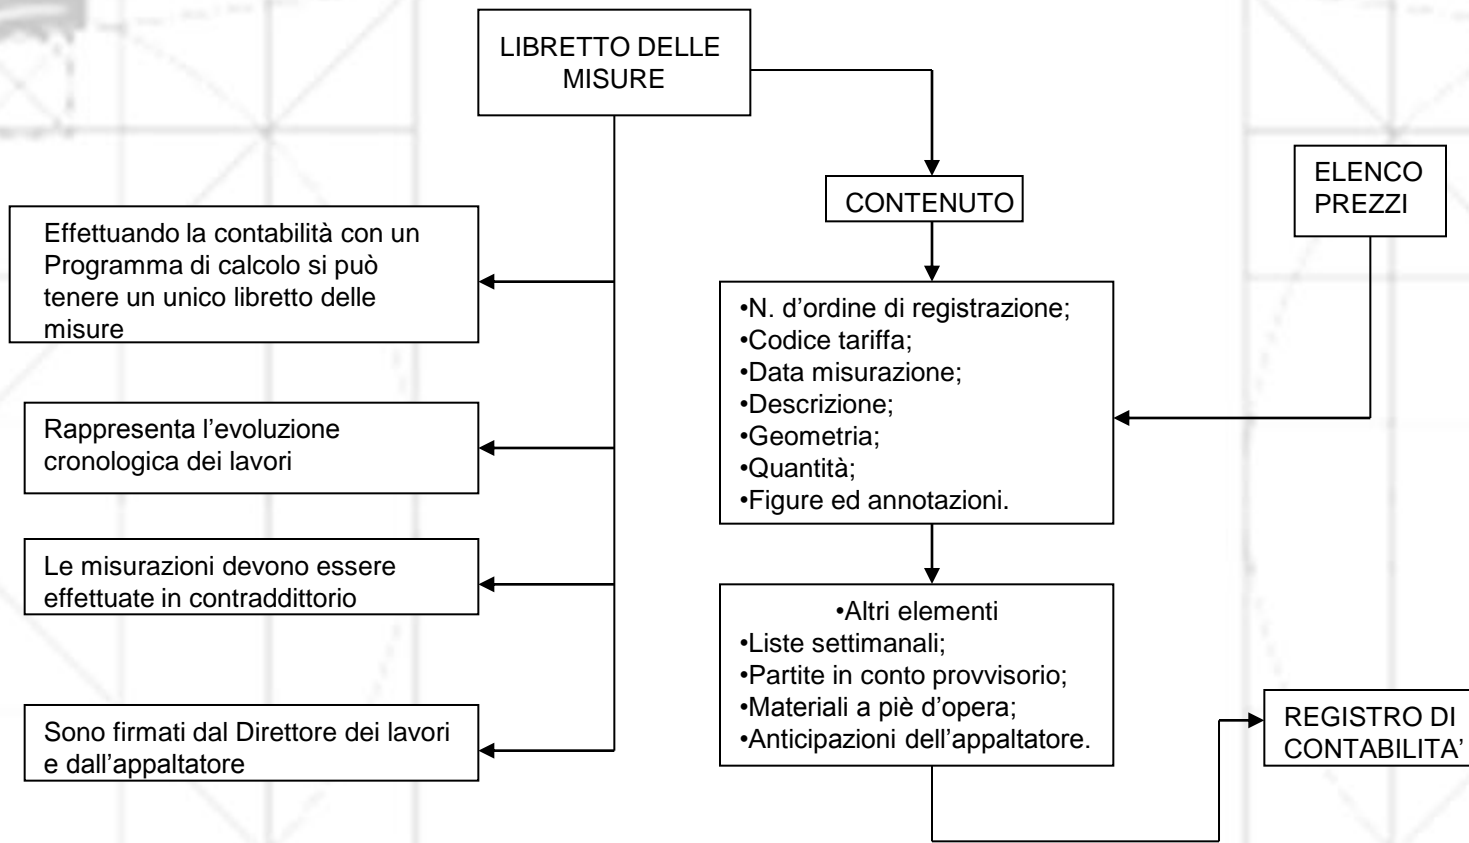 LIBRETTO DELLE
MISURE
CONTENUTO
ELENCO
PREZZI
Effettuando la contabilità con un
Programma di calcolo si può
tenere un unico libretto delle
misure
Rappresenta l’evoluzione
cronologica dei lavori
Le misurazioni devono essere
effettuate in contraddittorio
Sono firmati dal Direttore dei lavori
e dall’appaltatore
•N. d’ordine di registrazione;
•Codice tariffa;
•Data misurazione;
•Descrizione;
•Geometria;
•Quantità;
•Figure ed annotazioni.
•Altri elementi
•Liste settimanali;
•Partite in conto provvisorio;
•Materiali a piè d’opera;
•Anticipazioni dell’appaltatore.
REGISTRO DI
CONTABILITA’